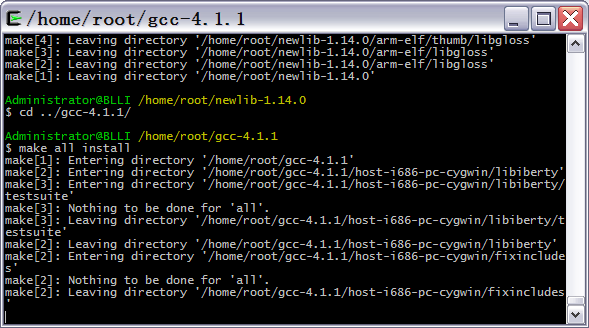 /home/root/gcc-4.1.1
make[4]: Leaving directory '/home/root/newlib-1.14.0/arm-elf/thumb/libgloss'
make[3]: Leaving directory '/home/root/newlib-1.14.0/arm-elf/libgloss'
make[2]: Leaving directory '/home/root/newlib-1.14.0/arm-elf/libgloss'
make[1]: Leaving directory '/home/root/newlib-1.14.0'
Administrator@BLLI /home/root/newlib-1.14.0
$ cd ../gcc-4.1.1/
Administrator@BLLI /home/root/gcc-4.1.1
$ make all install
make[1]: Entering directory '/home/root/gcc-4.1.1'
make[2]: Entering directory '/home/root/gcc-4.1.1/host-i686-pc-cygwin/libiberty'
make[3]: Entering directory '/home/root/gcc-4.1.1/host-i686-pc-cygwin/libiberty/
testsuite'
make[3]: Nothing to be done for 'all'.
make[3]: Leaving directory '/home/root/gcc-4.1.1/host-i686-pc-cygwin/libiberty/t
estsuite'
make[2]: Leaving directory '/home/root/gcc-4.1.1/host-i686-pc-cygwin/libiberty'
make[2]: Entering directory '/home/root/gcc-4.1.1/host-i686-pc-cygwin/fixinclude
s'
make[2]: Nothing to be done for 'all'.
make[2]: Leaving directory '/home/root/gcc-4.1.1/host-i686-pc-cygwin/fixincludes
'